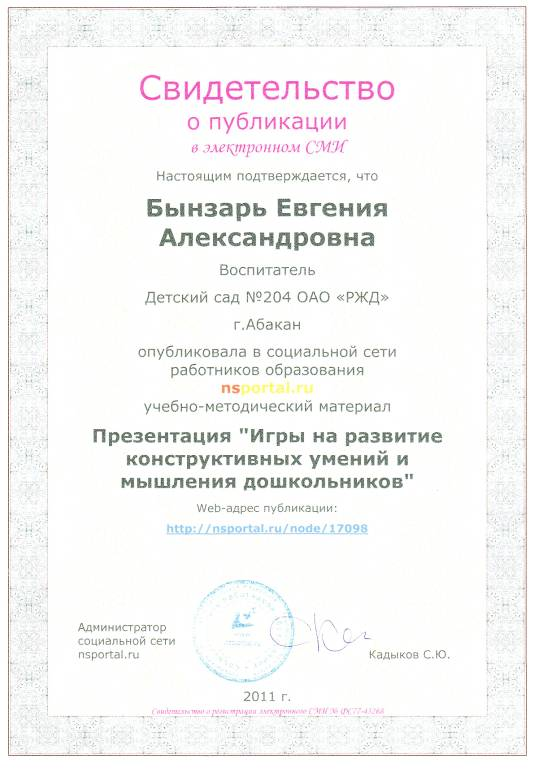 Свидетельство
о публикации
в электронном СМИ
Настоящим подтверждается, что
Бынзарь Евгения
Александровна
Воспитатель
Детский сад №204 ОАО «РЖД»
г.Абакан
опубликовала в социальной сети
работников образования
nsportal.ru
учебно-методический материал
Презентация "Игры на развитие
конструктивных умений и
мышления дошкольников"
Web-адрес публикации:
http://nsportal.ru/node/17098
Администратор
социальной сети
nsportal.ru
Кадыков С.Ю.
2011 г.
Свидетельство о регистрации электронного СМИ № ФС77-43268